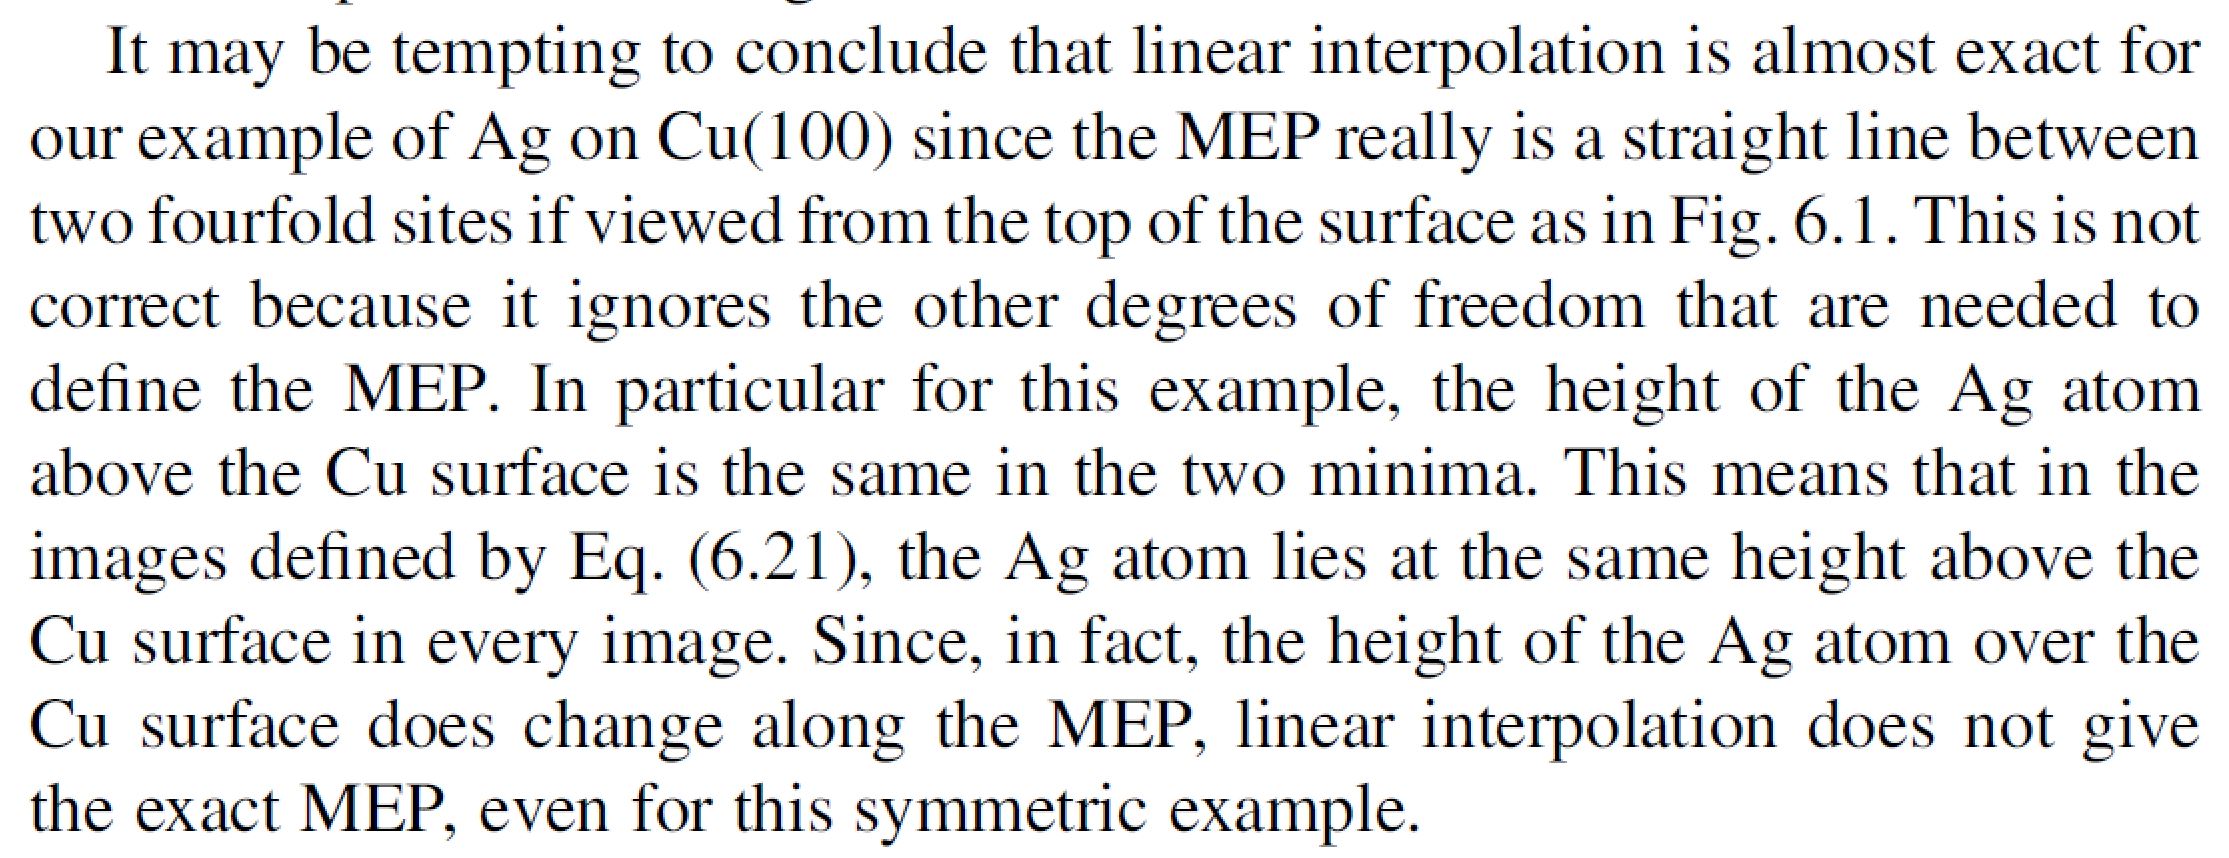 It may be tempting to conclude that linear interpolation is almost exact for
our example of Ag on Cu(100) since the MEP really is a straight line between
two fourfold sites if viewed from the top of the surface as in Fig. 6.1. This is not
correct because it ignores the other degrees of freedom that are needed to
define the MEP. In particular for this example, the height of the Ag atom
above the Cu surface is the same in the two minima. This means that in the
images defined by Eq. (6.21), the Ag atom lies at the same height above the
Cu surface in every image. Since, in fact, the height of the Ag atom over the
Cu surface does change along the MEP, linear interpolation does not give
the exact MEP, even for this symmetric example.